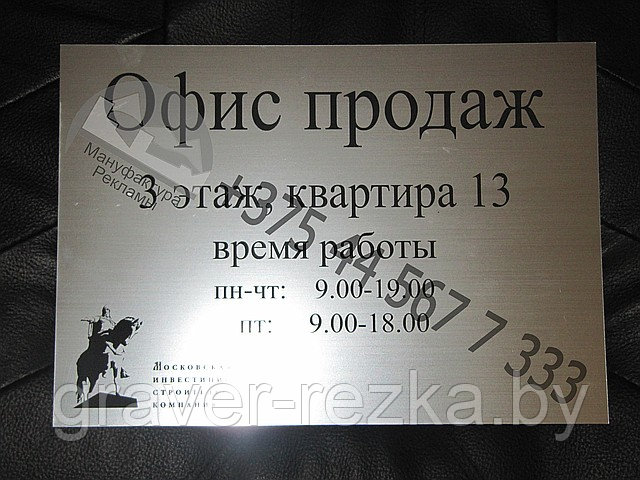 Офис продаж
3 этаж, квартира 13
время работы
пн-чт: 9.00-19.00
пт: 9.00-18.00
Московская
инвестиц
строите
компани
Мануфактура
Рекламы
+375 44 567 7 333
graver-rezka.by